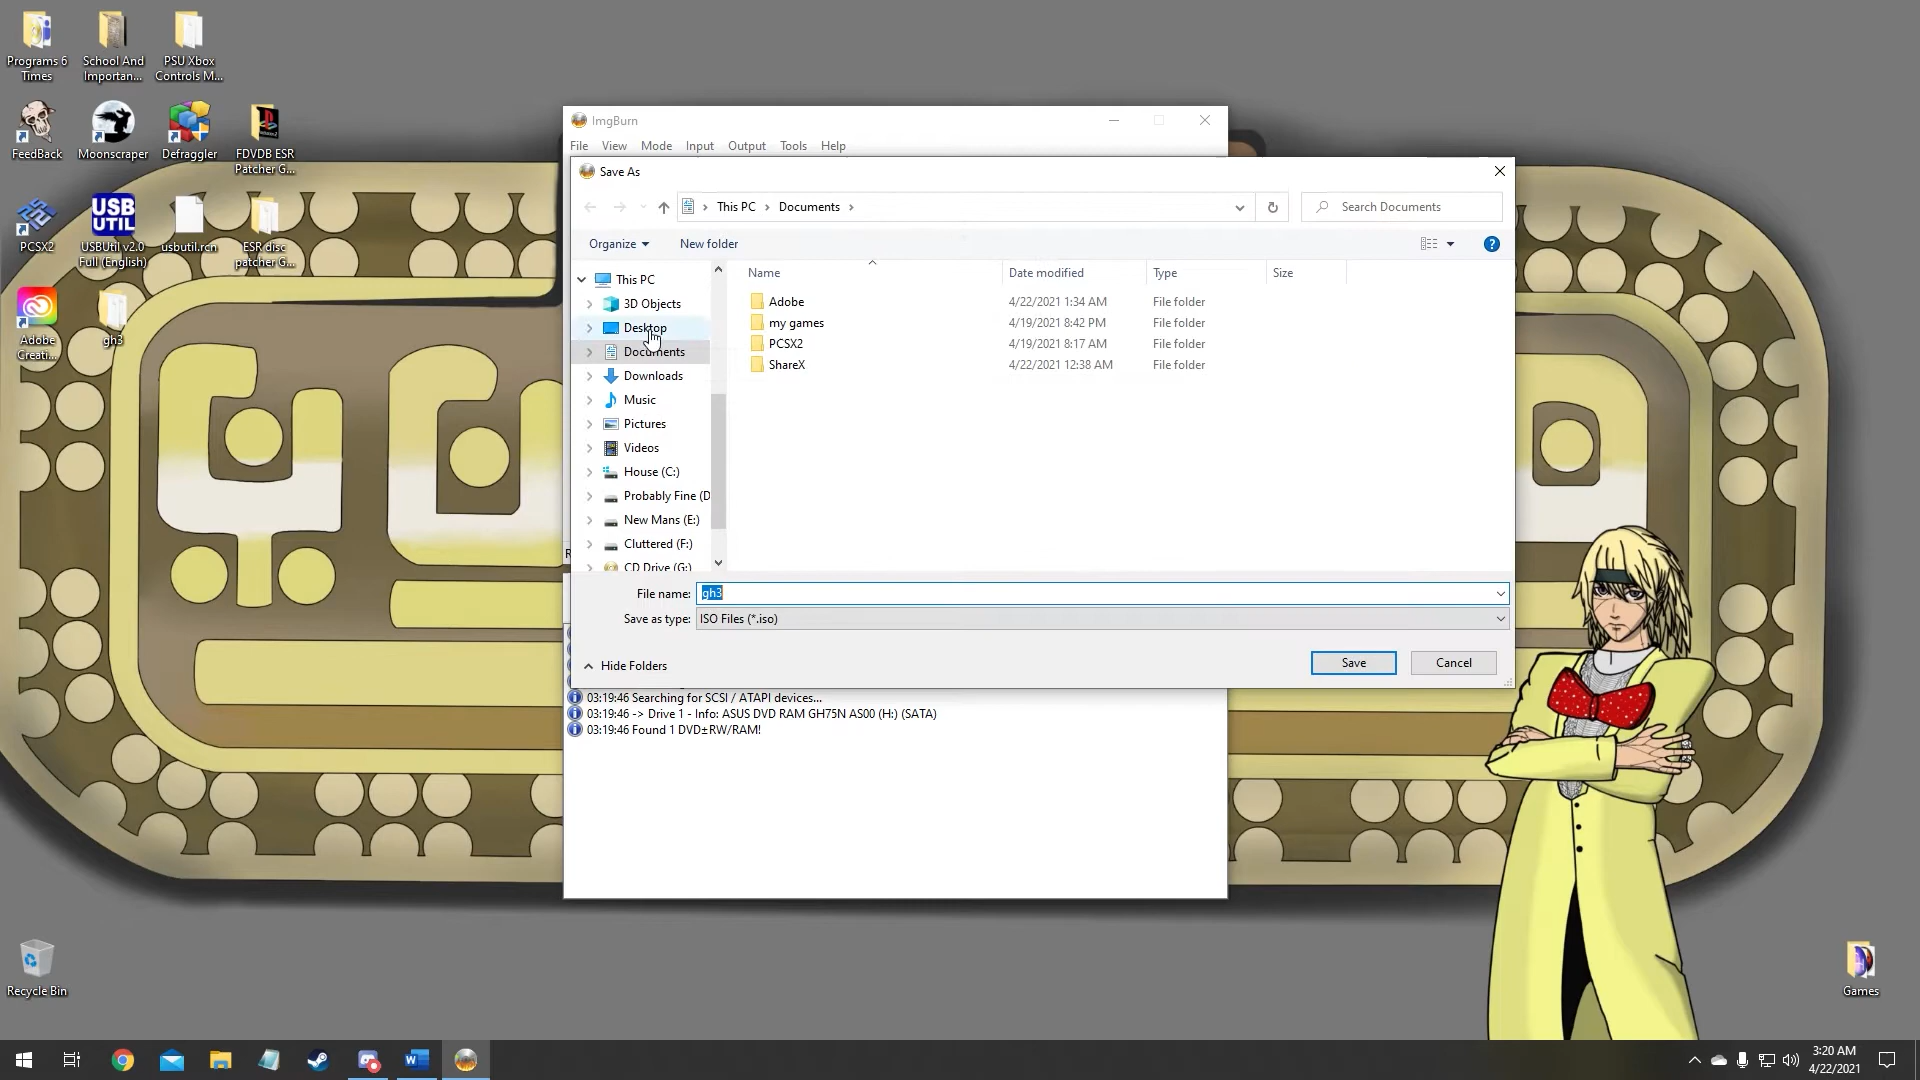 Programs 6
Times
School And
Importan...
PSU Xbox
Controls M...
FeedBack
Moonscraper
Defraggler
FDVDB ESR
Patcher G...
PCSX2
USB
UTIL
USBUtil v2.0
Full (English)
usbutil.rcn
ESR disc
patcher G...
Adobe
Creati...
gh3
Recycle Bin
Games
ImgBurn
File View Mode Input Output Tools Help
Save As
This PC Documents
Search Documents
Organize New folder
Name Date modified Type Size
This PC
3D Objects
Desktop
Documents
Downloads
Music
Pictures
Videos
House (C:)
Probably Fine (D
New Mans (E:)
Cluttered (F:)
CD Drive (G:)
Adobe 4/22/2021 1:34 AM File folder
my games 4/19/2021 8:42 PM File folder
PCSX2 4/19/2021 8:17 AM File folder
ShareX 4/22/2021 12:38 AM File folder
File name: gh3
Save as type: ISO Files (*.iso)
Hide Folders
Save Cancel
03:19:46 Searching for SCSI / ATAPI devices...
03:19:46 -> Drive 1 - Info: ASUS DVD RAM GH75N AS00 (H:) (SATA)
03:19:46 Found 1 DVD±RW/RAM!
3:20 AM
4/22/2021